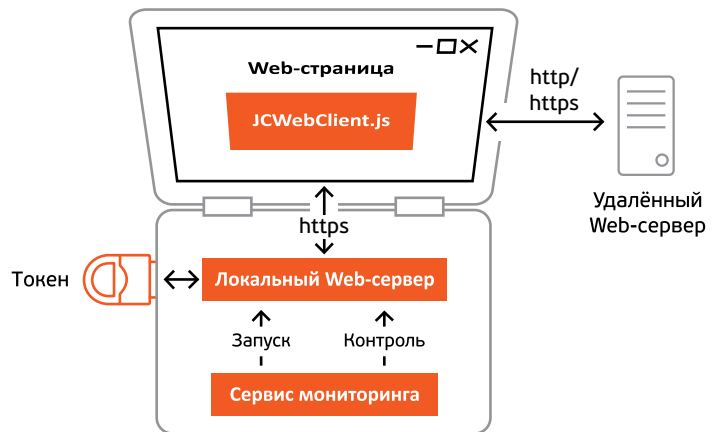 Web-страница
JCWebClient.js
http/
https
Удалённый
Web-сервер
https
Токен
Локальный Web-сервер
Запуск
Контроль
Сервис мониторинга